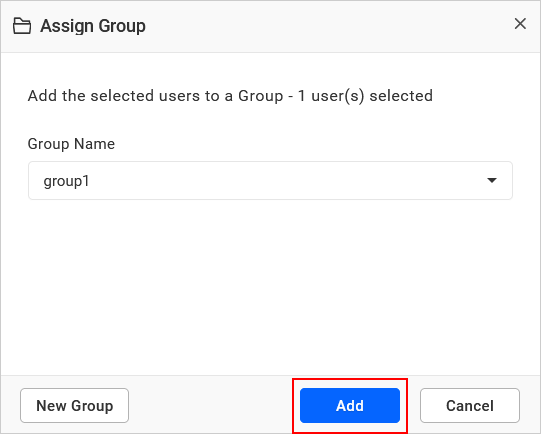 Assign Group
Add the selected users to a Group - 1 user(s) selected
Group Name
group1
New Group
Add
Cancel